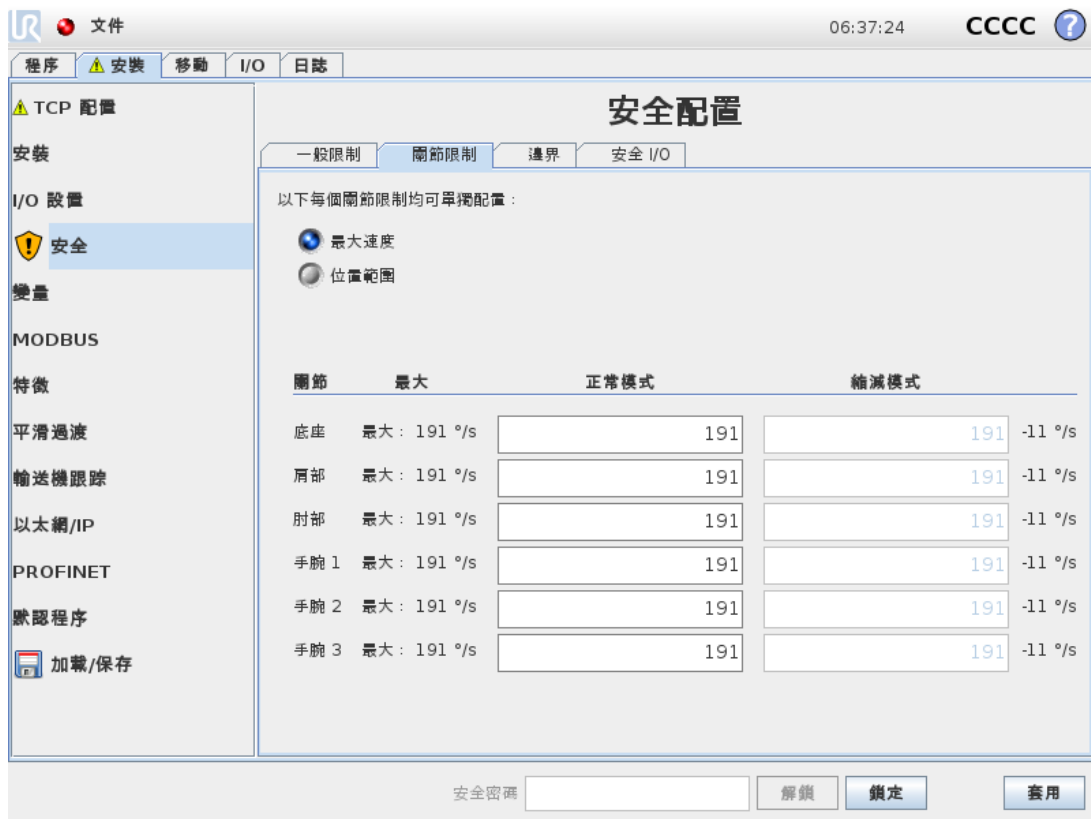 UR 文件 06:37:24 CCCC ?
程序 安裝 移動 I/O 日誌
TCP 配置
安裝
I/O 設置
安全
變量
MODBUS
特徵
平滑過渡
輸送機跟踪
以太網/IP
PROFINET
默認程序
加載/保存
安全配置
一般限制 關節限制 邊界 安全 I/O
以下每個關節限制均可單獨配置：
最大速度
位置範圍
關節 最大 正常模式 縮減模式
底座 最大： 191 °/s 191 191 -11 °/s
肩部 最大： 191 °/s 191 191 -11 °/s
肘部 最大： 191 °/s 191 191 -11 °/s
手腕 1 最大： 191 °/s 191 191 -11 °/s
手腕 2 最大： 191 °/s 191 191 -11 °/s
手腕 3 最大： 191 °/s 191 191 -11 °/s
安全密碼 解鎖 鎖定 套用